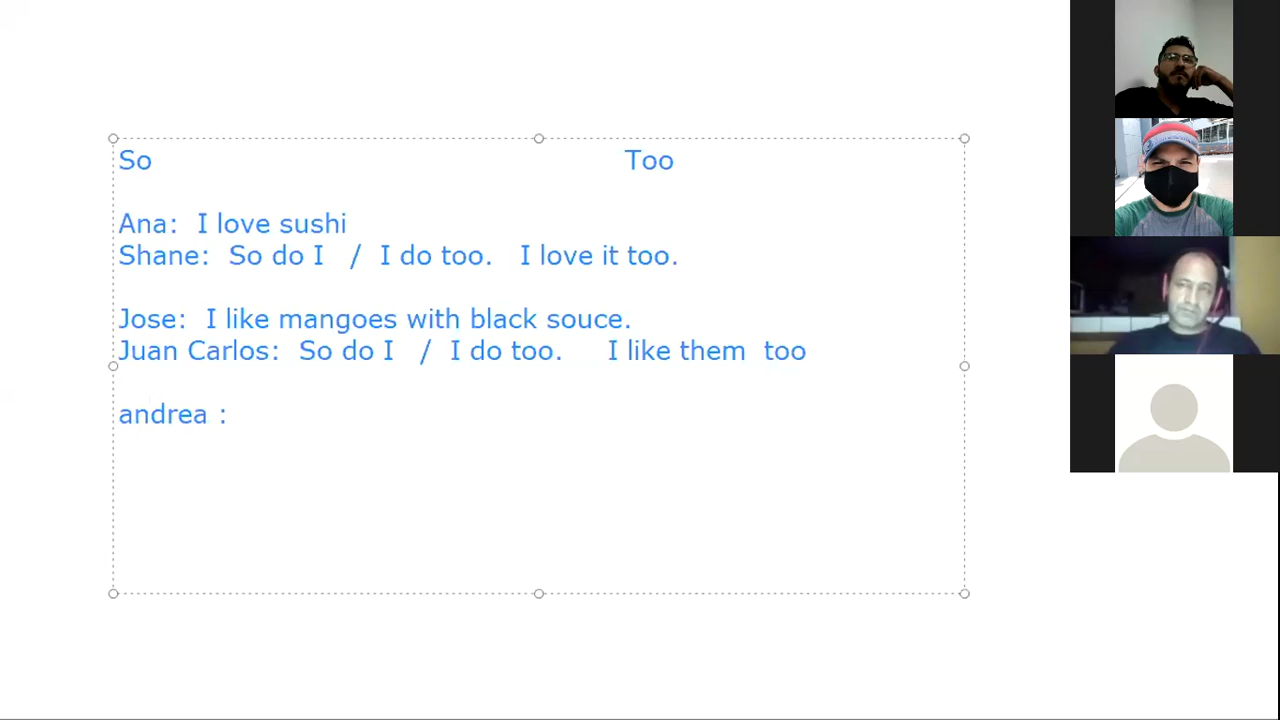 So Too
Ana: I love sushi
Shane: So do I / I do too. I love it too.
Jose: I like mangoes with black souce.
Juan Carlos: So do I / I do too. I like them too
andrea :